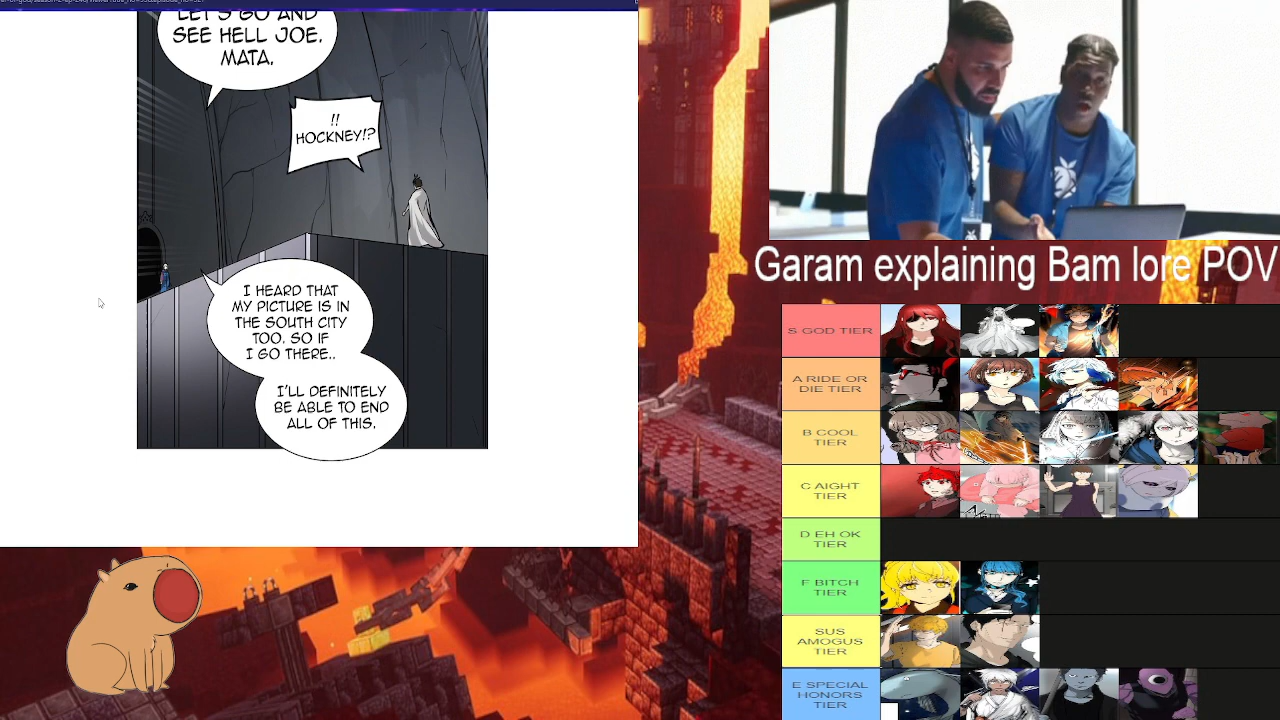 LET'S GO AND
SEE HELL JOE.
MATA.
!!
HOCKNEY!?
I HEARD THAT
MY PICTURE IS IN
THE SOUTH CITY
TOO. SO IF
I GO THERE..
I'LL DEFINITELY
BE ABLE TO END
ALL OF THIS.
Garam explaining Bam lore POV
S GOD TIER
A RIDE OR
DIE TIER
B COOL
TIER
C AIGHT
TIER
D EH OK
TIER
F BITCH
TIER
SUS
AMOGUS
TIER
E SPECIAL
HONORS
TIER